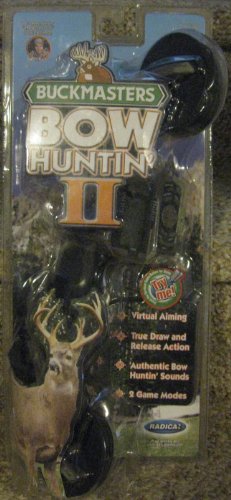 BUCKMASTERS
BOW
HUNTIN'
II
Try
me!
Virtual Aiming
True Draw and
Release Action
Authentic Bow
Huntin' Sounds
2 Game Modes
RADICA: